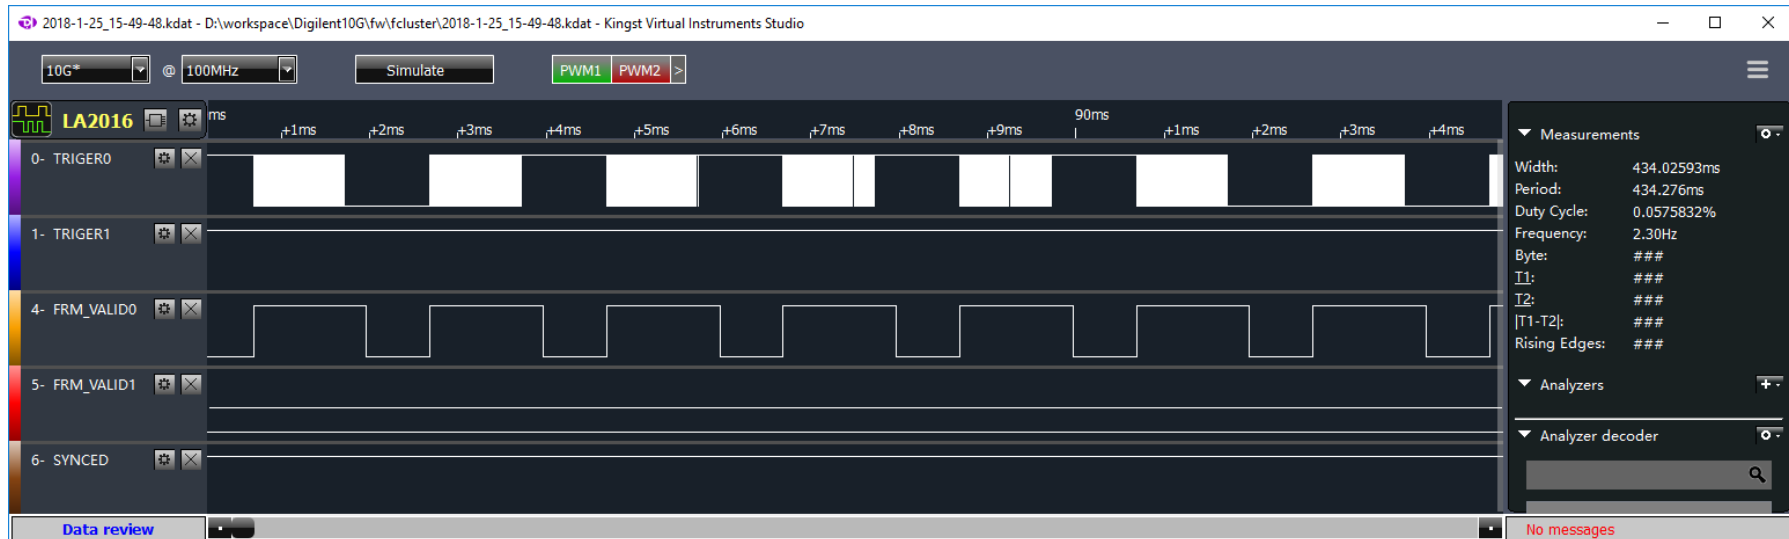 2018-1-25_15-49-48.kdat - D:\workspace\Digilent10G\fw\fcluster\2018-1-25_15-49-48.kdat - Kingst Virtual Instruments Studio
10G* @ 100MHz Simulate PWM1 PWM2 >
LA2016
ms +1ms +2ms +3ms +4ms +5ms +6ms +7ms +8ms +9ms 90ms +1ms +2ms +3ms +4ms
0- TRIGER0
1- TRIGER1
4- FRM_VALID0
5- FRM_VALID1
6- SYNCED
Data review
Measurements
Width: 434.02593ms
Period: 434.276ms
Duty Cycle: 0.0575832%
Frequency: 2.30Hz
Byte: ###
T1: ###
T2: ###
|T1-T2|: ###
Rising Edges: ###
Analyzers
Analyzer decoder
No messages